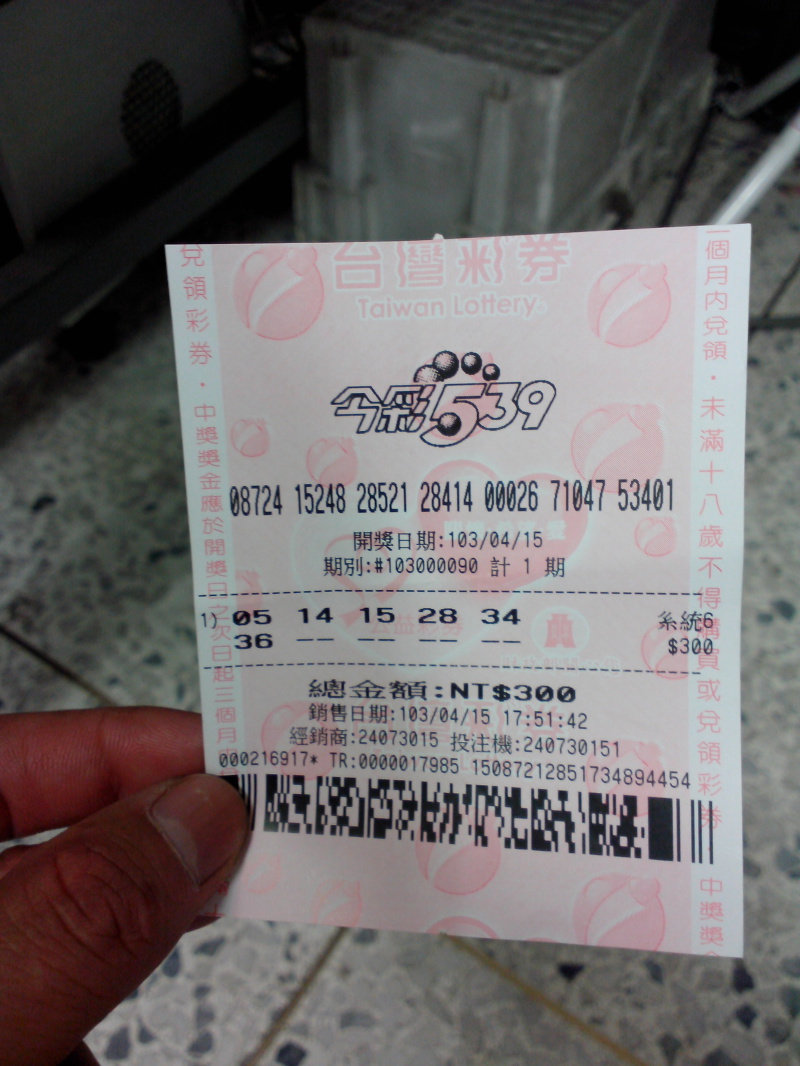 台灣彩券
Taiwan Lottery
今彩539
08724 15248 28521 28414 00026 71047 53401
開獎日期:103/04/15
期別:#103000090 計 1 期
1) 05 14 15 28 34 系統6
36 -- -- -- -- $300
總金額:NT$300
銷售日期:103/04/15 17:51:42
經銷商:24073015 投注機:240730151
000216917* TR:0000017985 150872128517348944​54
兌領彩券・中獎獎金應於開獎日之次日起三個月內
個月內兌領・未滿十八歲不得購買或兌領彩券
中獎獎